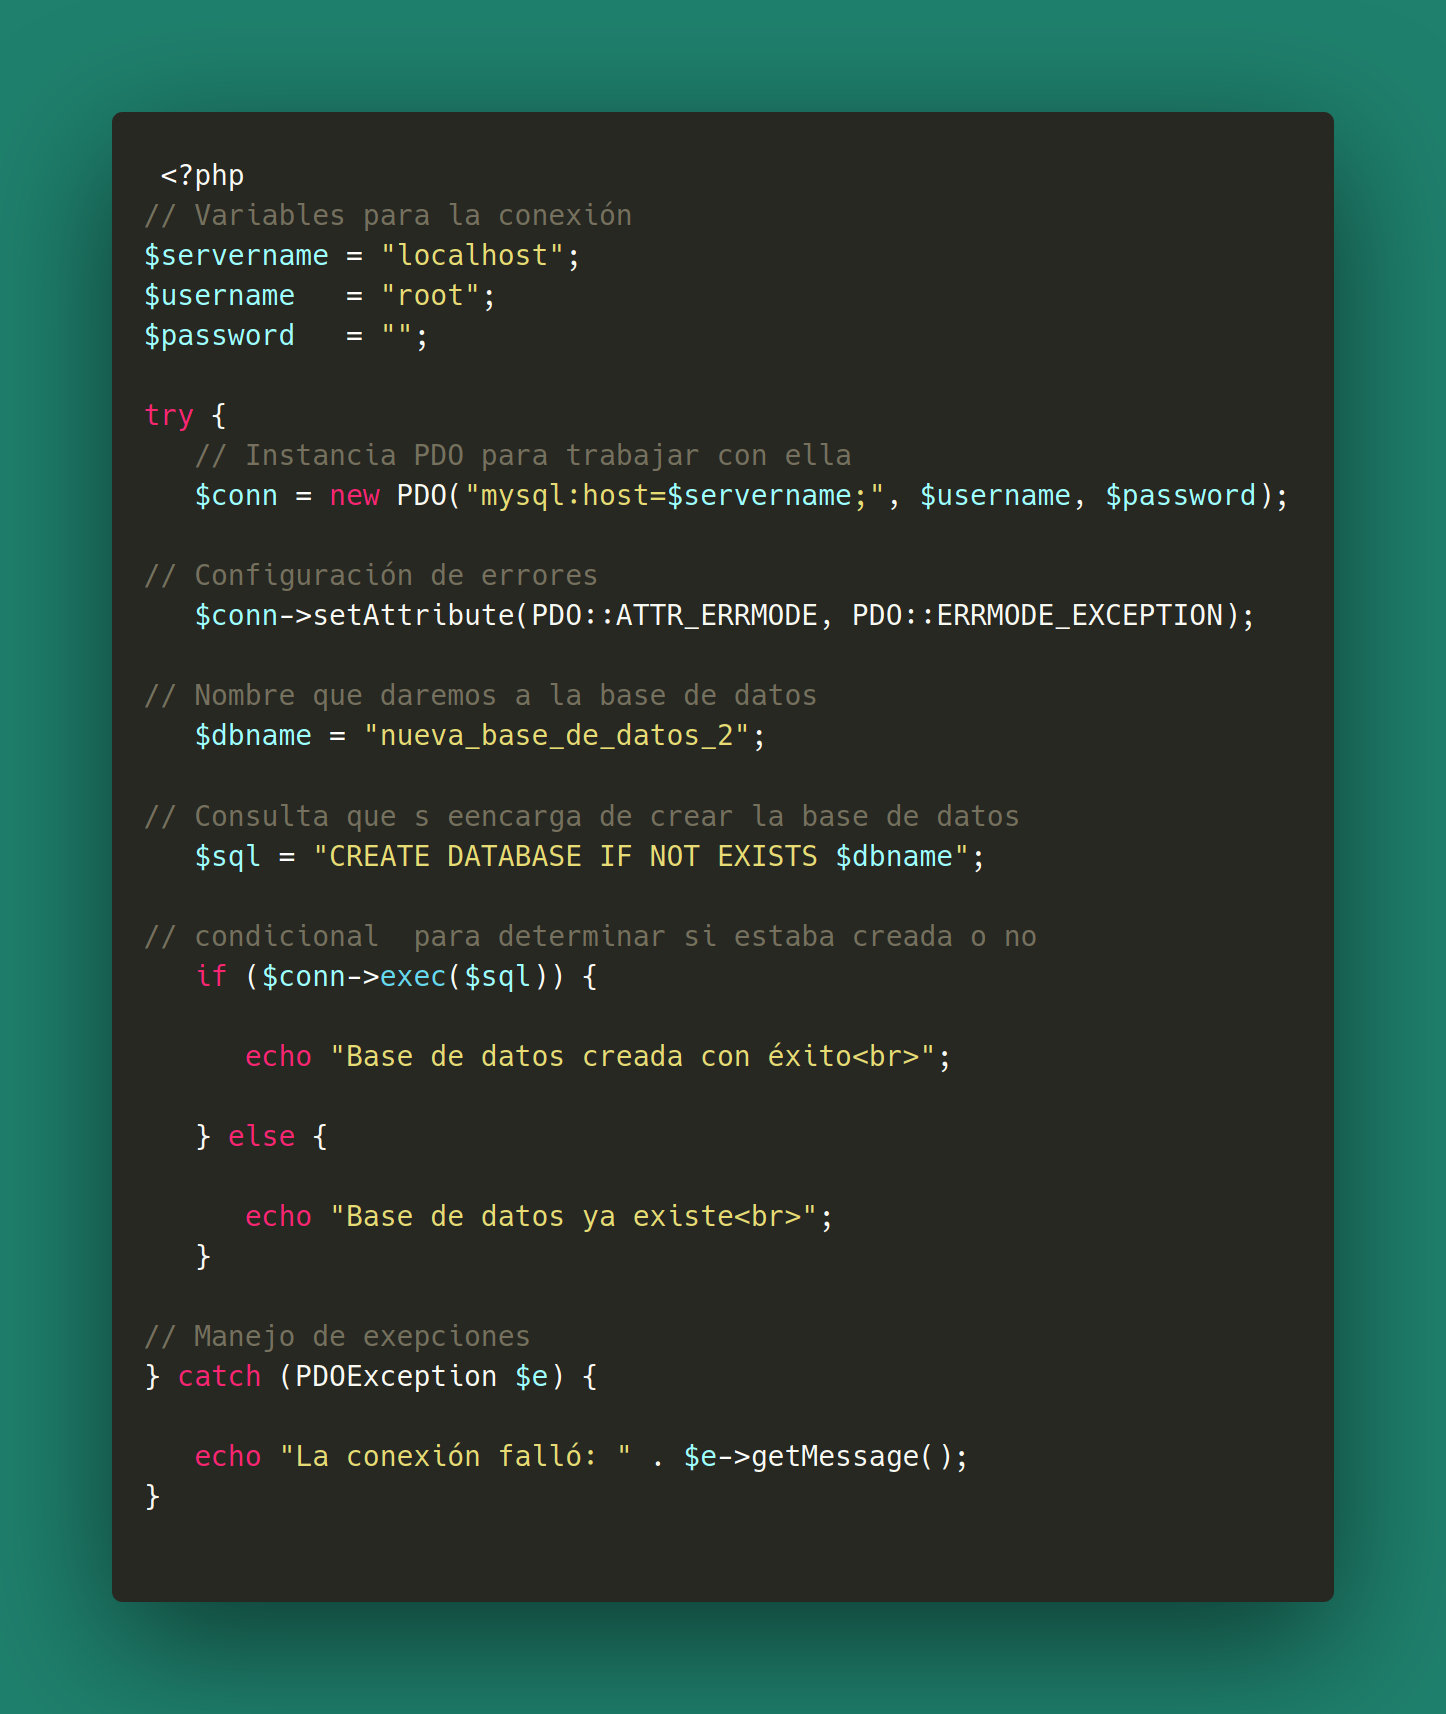 <?php
// Variables para la conexión
$servername = "localhost";
$username   = "root";
$password   = "";
try {
   // Instancia PDO para trabajar con ella
   $conn = new PDO("mysql:host=$servername;", $username, $password);
// Configuración de errores
   $conn->setAttribute(PDO::ATTR_ERRMODE, PDO::ERRMODE_EXCEPTION);
// Nombre que daremos a la base de datos
   $dbname = "nueva_base_de_datos_2";
// Consulta que s eencarga de crear la base de datos
   $sql = "CREATE DATABASE IF NOT EXISTS $dbname";
// condicional  para determinar si estaba creada o no
   if ($conn->exec($sql)) {
      echo "Base de datos creada con éxito<br>";
   } else {
      echo "Base de datos ya existe<br>";
   }
// Manejo de exepciones
} catch (PDOException $e) {
   echo "La conexión falló: " . $e->getMessage();
}